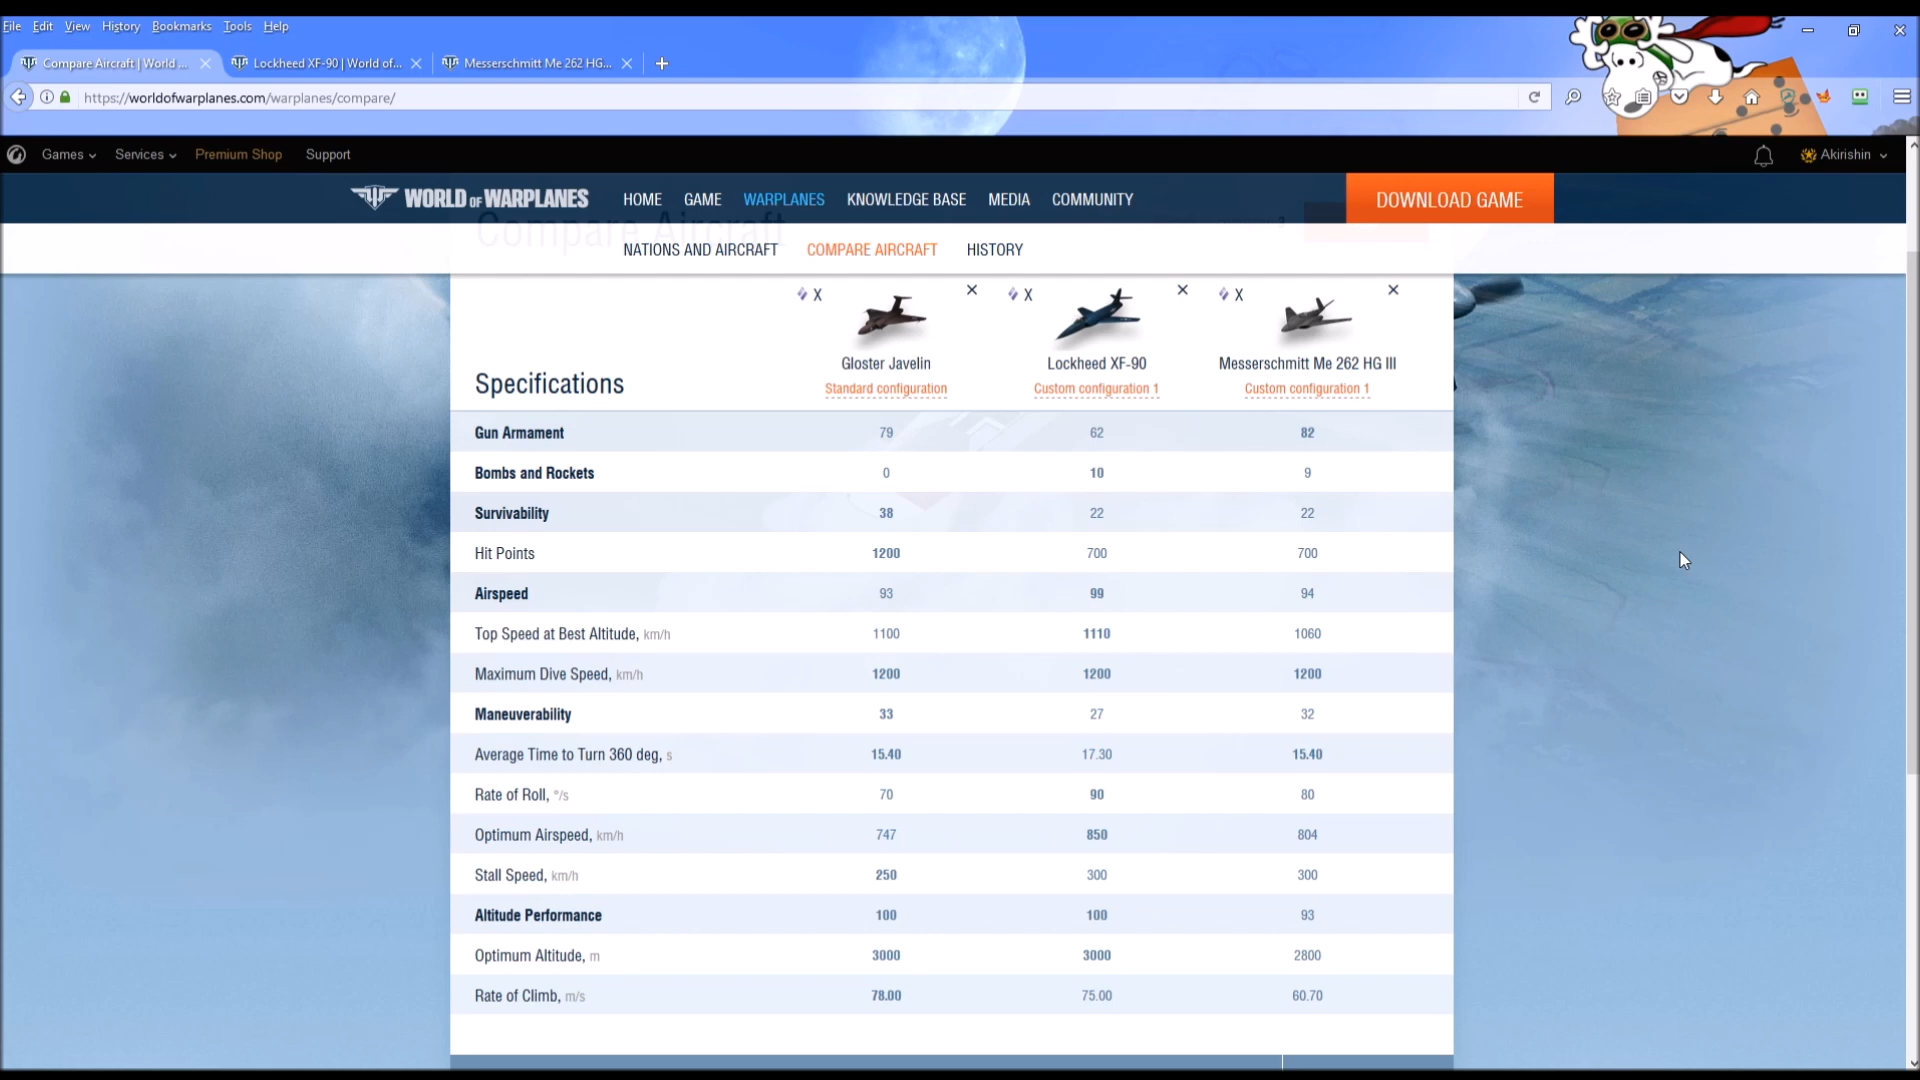 File Edit View History Bookmarks Tools Help
Compare Aircraft | World ... Lockheed XF-90 | World of... Messerschmitt Me 262 HG...
https://worldofwarplanes.com/warplanes/compare/
Games Services Premium Shop Support Akirishin
WORLD OF WARPLANES HOME GAME WARPLANES KNOWLEDGE BASE MEDIA COMMUNITY DOWNLOAD GAME
Compare Aircraft
NATIONS AND AIRCRAFT COMPARE AIRCRAFT HISTORY
X X X
Gloster Javelin Lockheed XF-90 Messerschmitt Me 262 HG III
Specifications Standard configuration Custom configuration 1 Custom configuration 1
Gun Armament 79 62 82
Bombs and Rockets 0 10 9
Survivability 38 22 22
Hit Points 1200 700 700
Airspeed 93 99 94
Top Speed at Best Altitude, km/h 1100 1110 1060
Maximum Dive Speed, km/h 1200 1200 1200
Maneuverability 33 27 32
Average Time to Turn 360 deg, s 15.40 17.30 15.40
Rate of Roll, °/s 70 90 80
Optimum Airspeed, km/h 747 850 804
Stall Speed, km/h 250 300 300
Altitude Performance 100 100 93
Optimum Altitude, m 3000 3000 2800
Rate of Climb, m/s 78.00 75.00 60.70